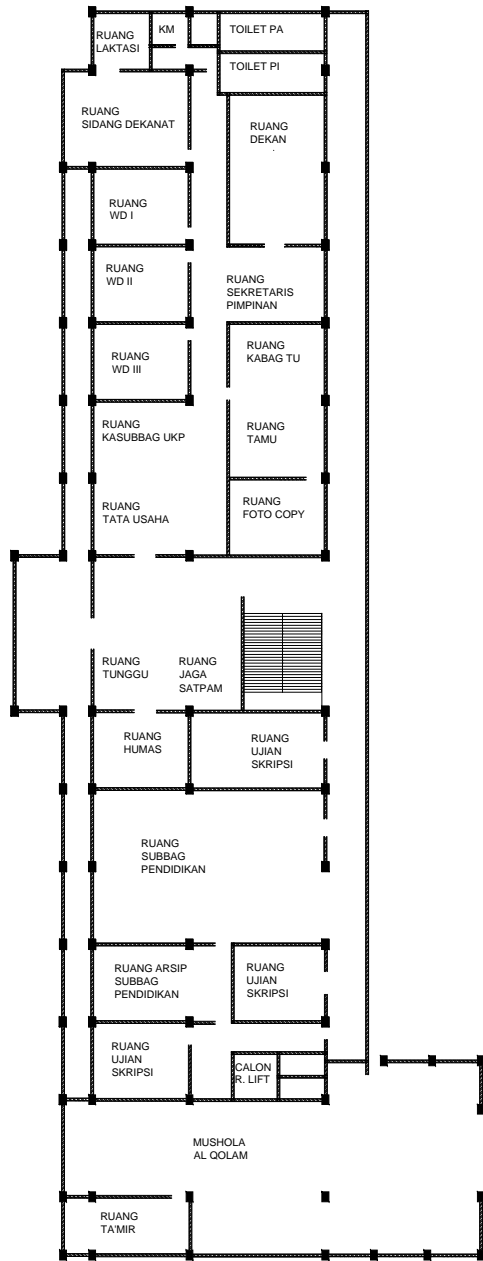 RUANG
LAKTASI
KM
TOILET PA
TOILET PI
RUANG
SIDANG DEKANAT
RUANG
DEKAN
RUANG
WD I
RUANG
WD II
RUANG
SEKRETARIS
PIMPINAN
RUANG
WD III
RUANG
KABAG TU
RUANG
KASUBBAG UKP
RUANG
TAMU
RUANG
TATA USAHA
RUANG
FOTO COPY
RUANG
TUNGGU
RUANG
JAGA
SATPAM
RUANG
HUMAS
RUANG
UJIAN
SKRIPSI
RUANG
SUBBAG
PENDIDIKAN
RUANG ARSIP
SUBBAG
PENDIDIKAN
RUANG
UJIAN
SKRIPSI
RUANG
UJIAN
SKRIPSI
CALON
R. LIFT
MUSHOLA
AL QOLAM
RUANG
TA'MIR